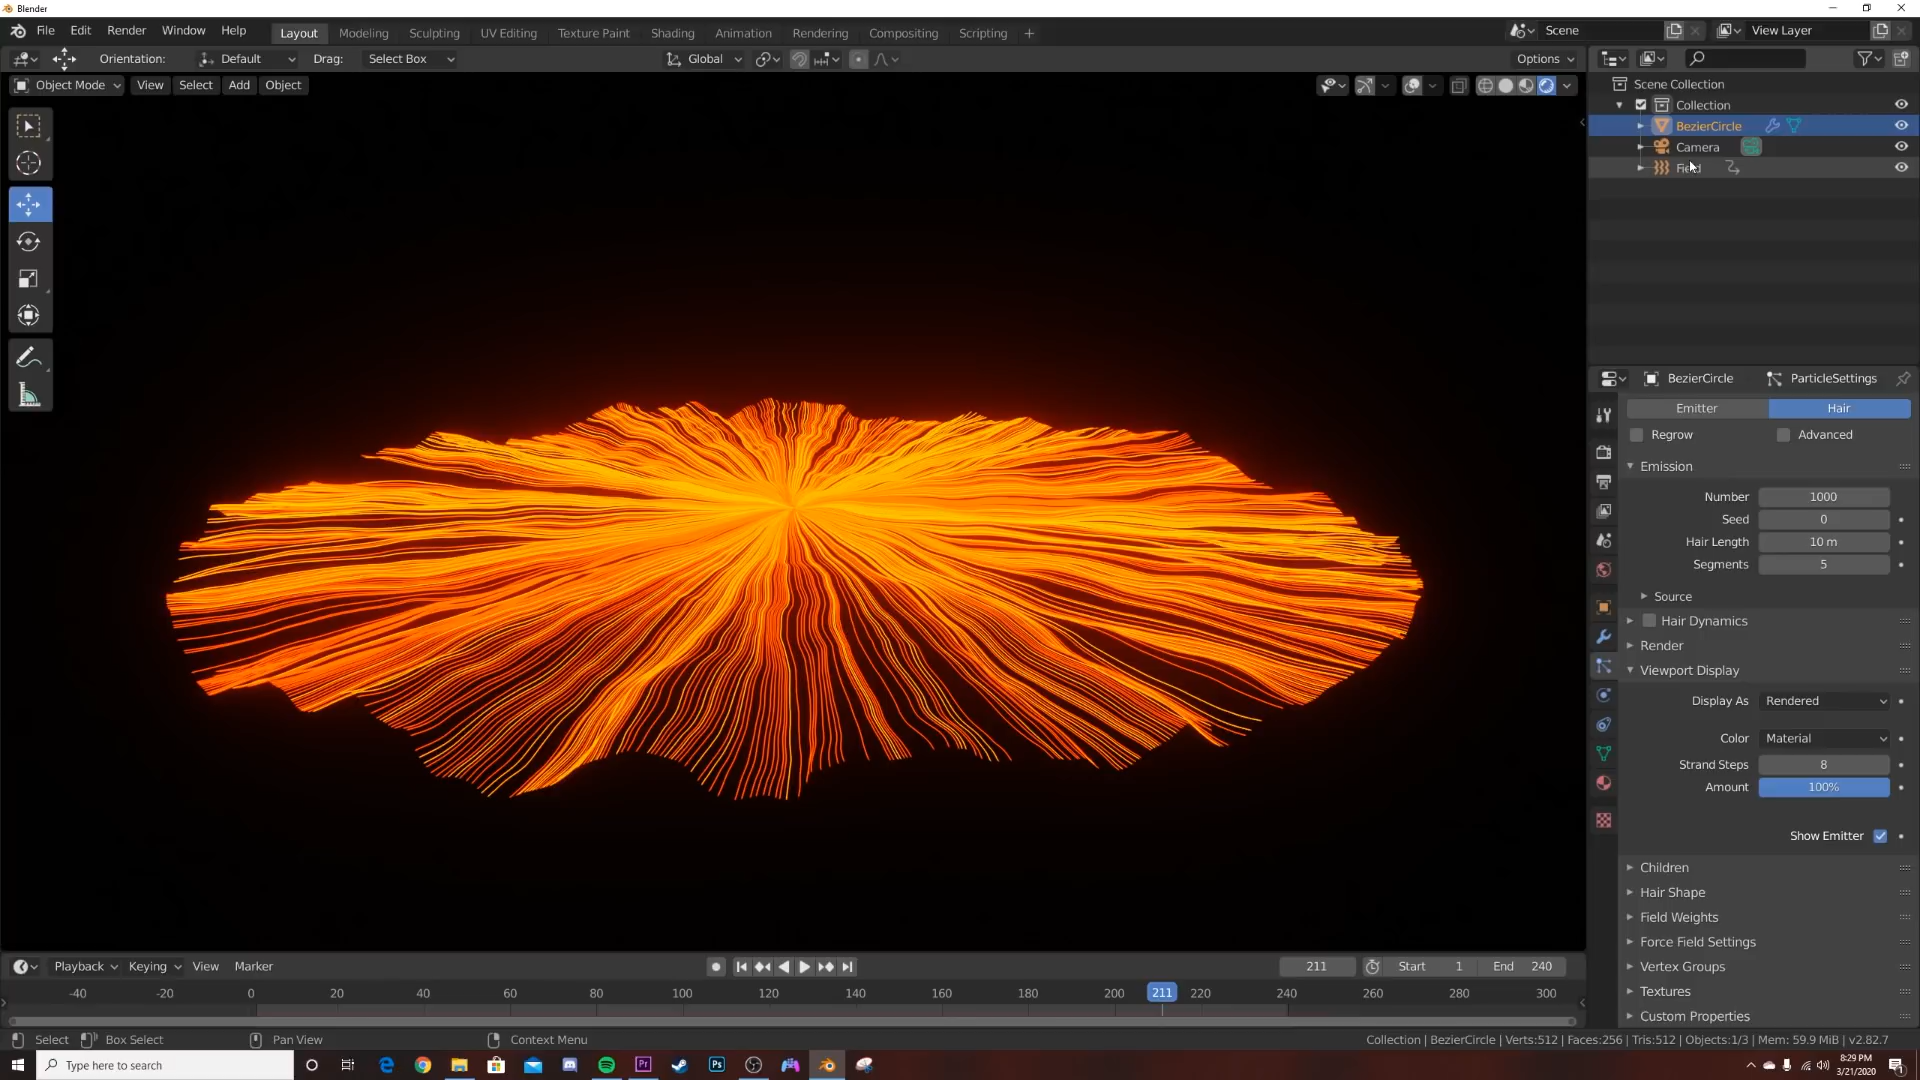 Blender
File Edit Render Window Help Layout Modeling Sculpting UV Editing Texture Paint Shading Animation Rendering Compositing Scripting + Scene View Layer
Orientation: Default Drag: Select Box Global Options
Object Mode View Select Add Object
Scene Collection
Collection
BezierCircle
Camera
Field
BezierCircle ParticleSettings
Emitter Hair
Regrow Advanced
Emission
Number 1000
Seed 0
Hair Length 10 m
Segments 5
Source
Hair Dynamics
Render
Viewport Display
Display As Rendered
Color Material
Strand Steps 8
Amount 100%
Show Emitter
Children
Hair Shape
Field Weights
Force Field Settings
Vertex Groups
Textures
Custom Properties
Playback Keying View Marker 211 Start 1 End 240
-40 -20 0 20 40 60 80 100 120 140 160 180 200 211 220 240 260 280 300
Select Box Select Pan View Context Menu Collection | BezierCircle | Verts:512 | Faces:256 | Tris:512 | Objects:1/3 | Mem: 59.9 MiB | v2.82.7
Type here to search
Pr
Ps
8:29 PM
3/21/2020